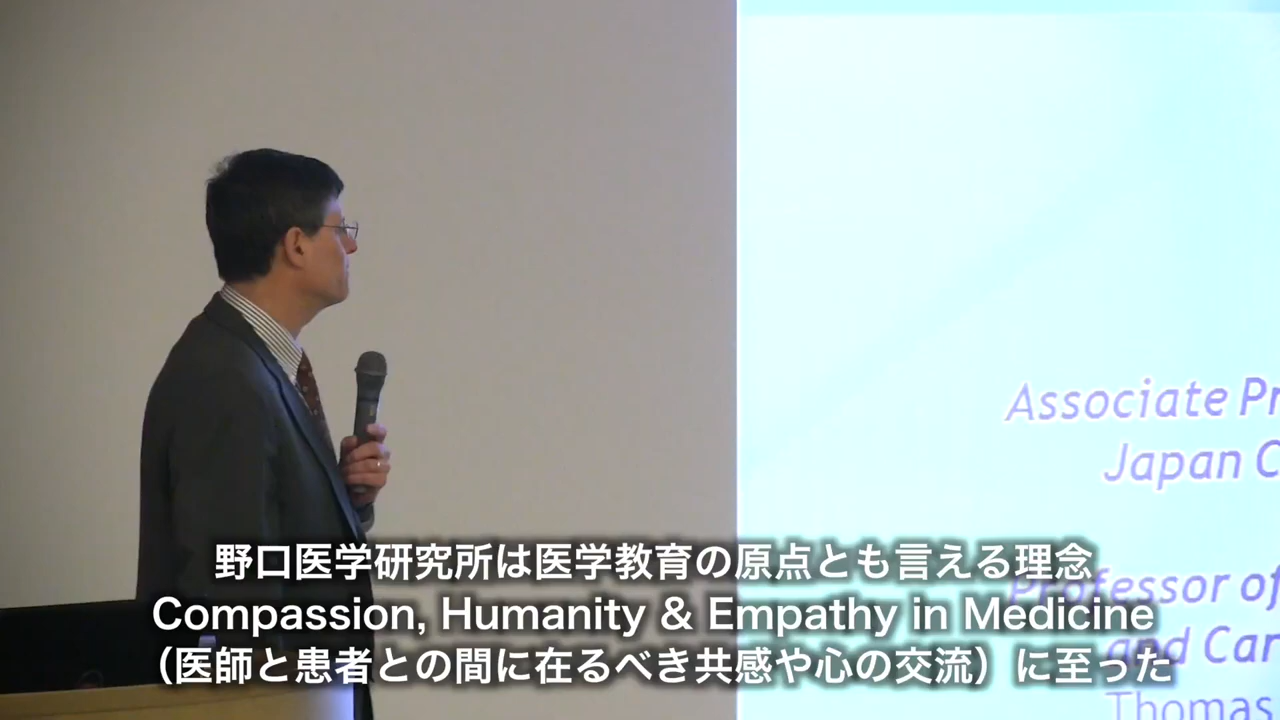 Associate Pr
Japan C
Professor of
and Car
Thomas
野口医学研究所は医学教育の原点とも言える理念
Compassion, Humanity & Empathy in Medicine
（医師と患者との間に在るべき共感や心の交流）に至った